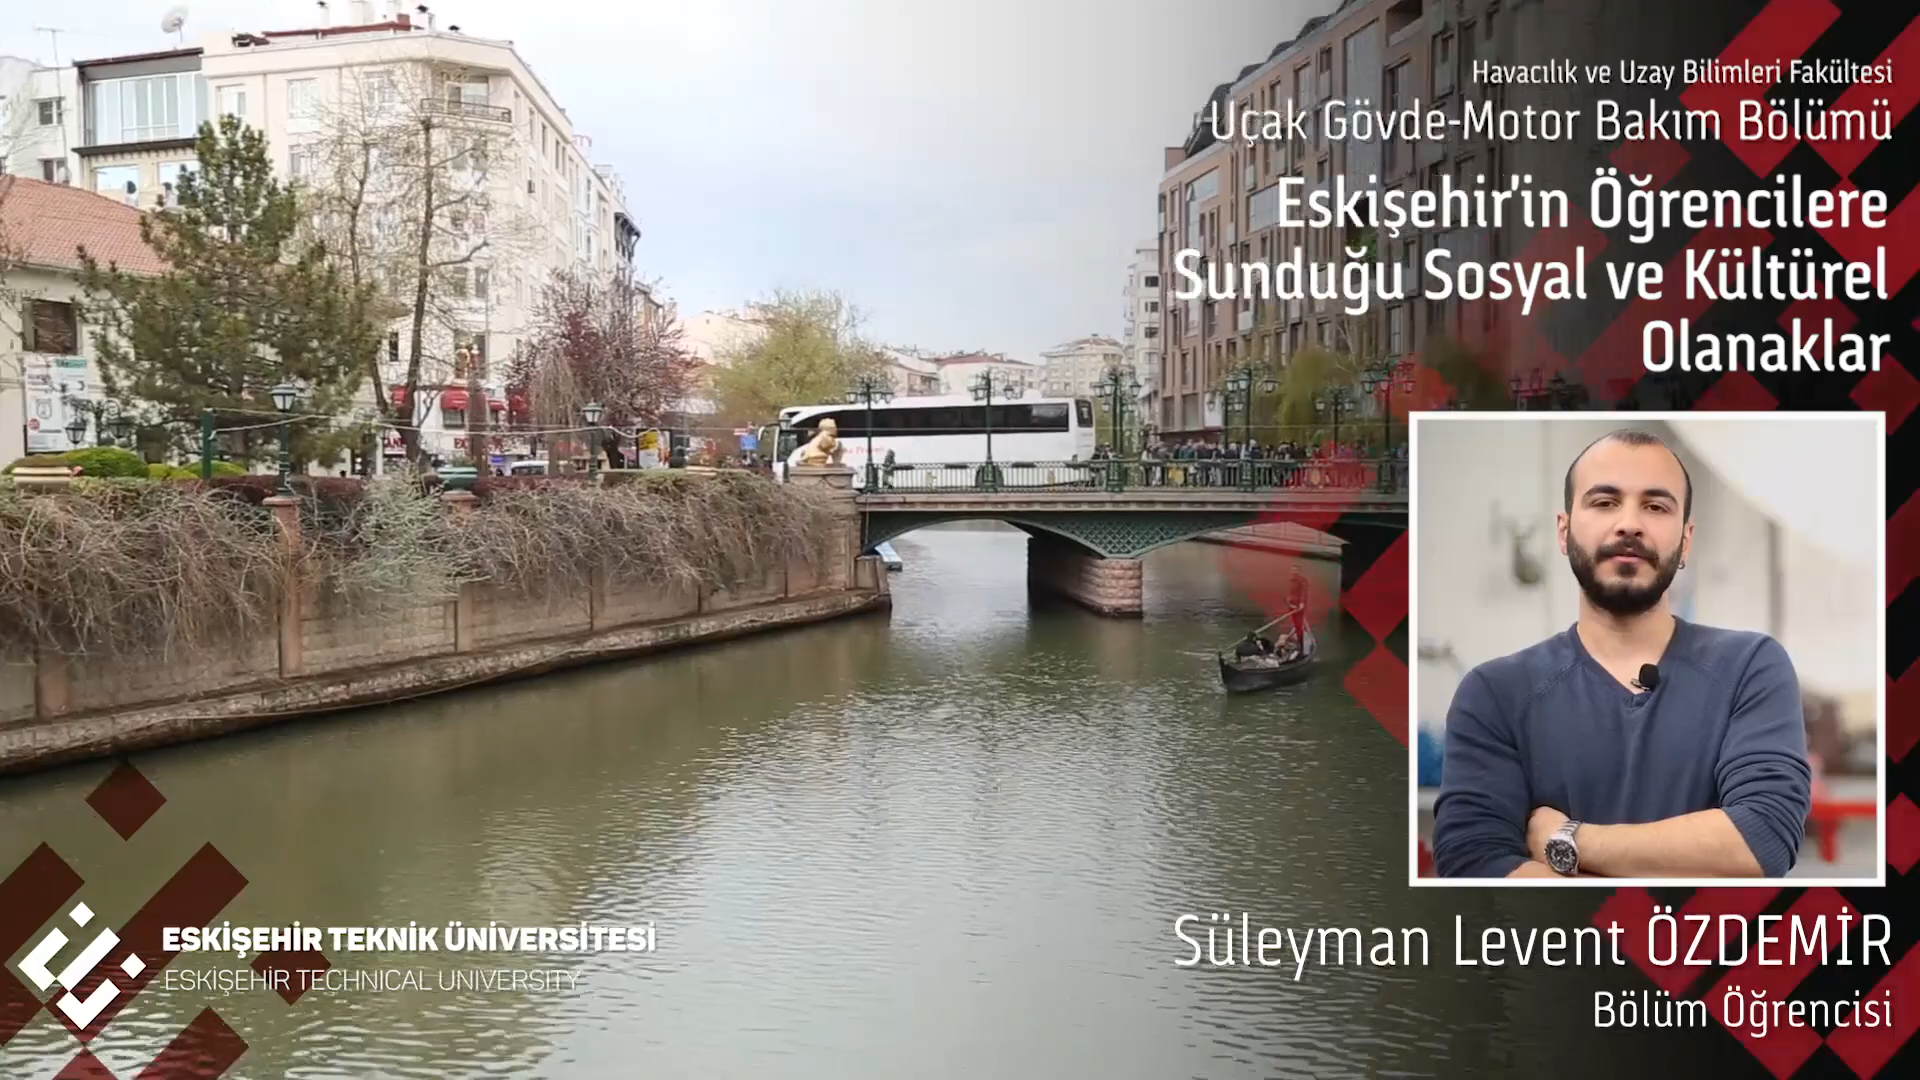 Havacılık ve Uzay Bilimleri Fakültesi
Uçak Gövde-Motor Bakım Bölümü
Eskişehir'in Öğrencilere
Sunduğu Sosyal ve Kültürel
Olanaklar
Süleyman Levent ÖZDEMİR
Bölüm Öğrencisi
ESKİŞEHİR TEKNİK ÜNİVERSİTESİ
ESKİŞEHİR TECHNICAL UNIVERSITY